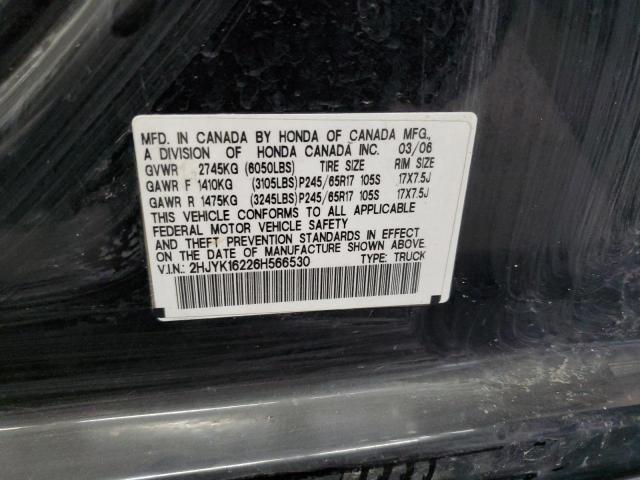 MFD. IN CANADA BY HONDA OF CANADA MFG.,
A DIVISION OF HONDA CANADA INC. 03/06
GVWR 2745KG (6050LBS) TIRE SIZE RIM SIZE
GAWR F 1410KG (3105LBS)P245/65R17 105S 17X7.5J
GAWR R 1475KG (3245LBS)P245/65R17 105S 17X7.5J
THIS VEHICLE CONFORMS TO ALL APPLICABLE
FEDERAL MOTOR VEHICLE SAFETY
AND THEFT PREVENTION STANDARDS IN EFFECT
ON THE DATE OF MANUFACTURE SHOWN ABOVE.
V.I.N.: 2HJYK16226H566530 TYPE: TRUCK